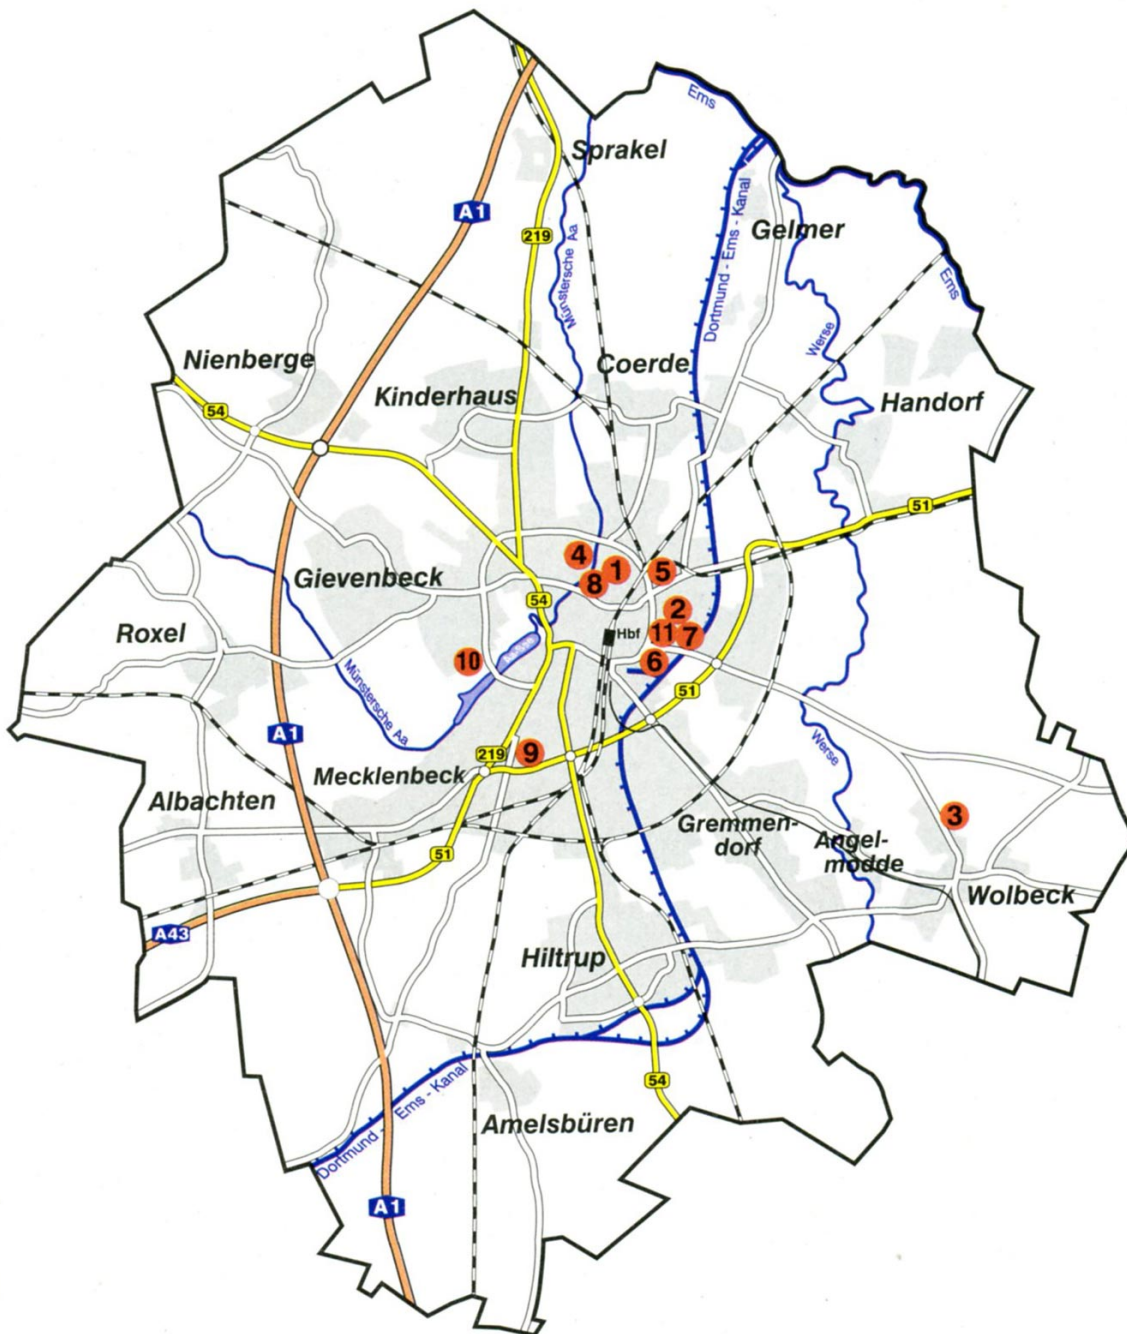 Ems
Sprakel
A1
219
Münstersche Aa
Dortmund - Ems - Kanal
Gelmer
Ems
Werse
Nienberge
Coerde
Kinderhaus
54
Handorf
51
4
1
5
8
Gievenbeck
54
2
Roxel
11
7
Hbf
10
6
Münstersche Aa
51
A1
Werse
219
9
Mecklenbeck
Albachten
3
Gremmen-
dorf
Angel-
modde
51
Wolbeck
A43
Hiltrup
54
Dortmund - Ems - Kanal
Amelsbüren
A1